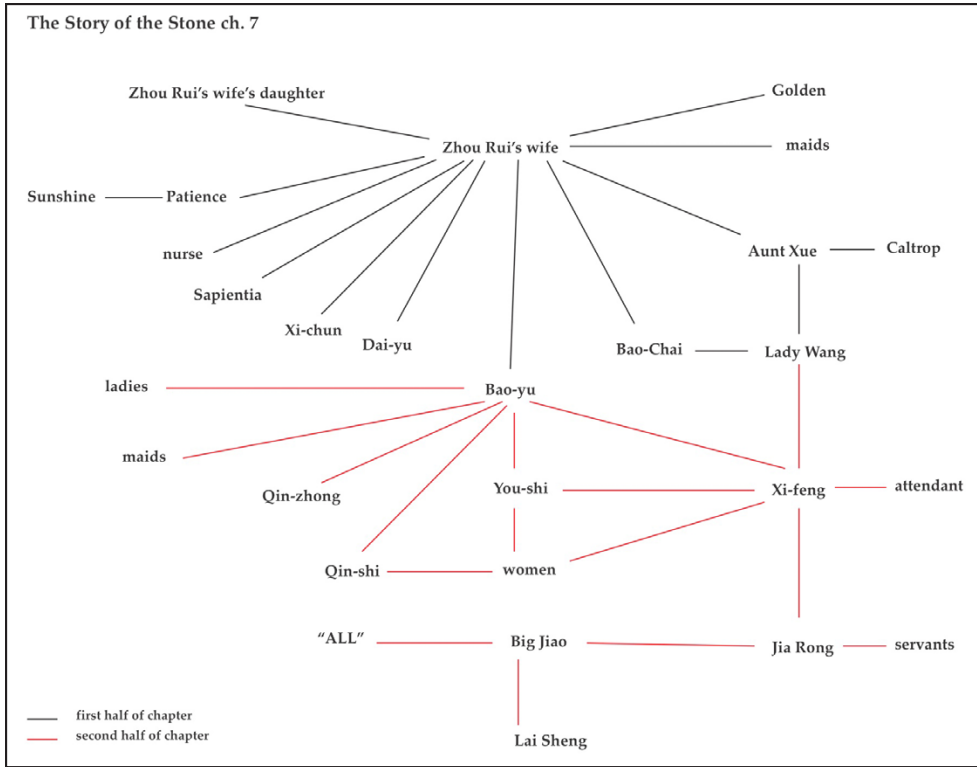 The Story of the Stone ch. 7
Zhou Rui's wife's daughter
Golden
Zhou Rui's wife
maids
Sunshine
Patience
nurse
Aunt Xue
Caltrop
Sapientia
Xi-chun
Dai-yu
Bao-Chai
Lady Wang
ladies
Bao-yu
maids
Qin-zhong
You-shi
Xi-feng
attendant
Qin-shi
women
“ALL”
Big Jiao
Jia Rong
servants
first half of chapter
second half of chapter
Lai Sheng